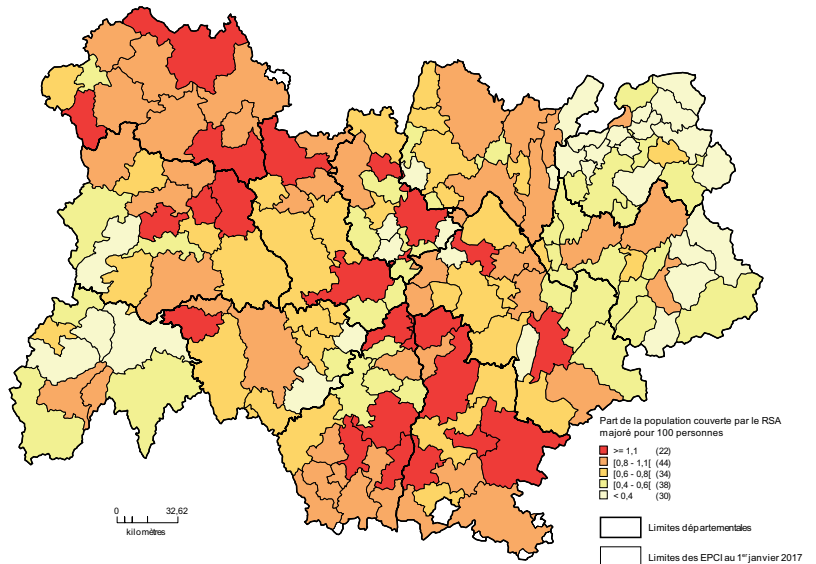 Part de la population couverte par le RSA
majoré pour 100 personnes
>= 1,1 (22)
[0,8 - 1,1[ (44)
[0,6 - 0,8[ (34)
[0,4 - 0,6[ (38)
< 0,4 (30)
0 32,62
kilomètres
Limites départementales
Limites des EPCI au 1er janvier 2017